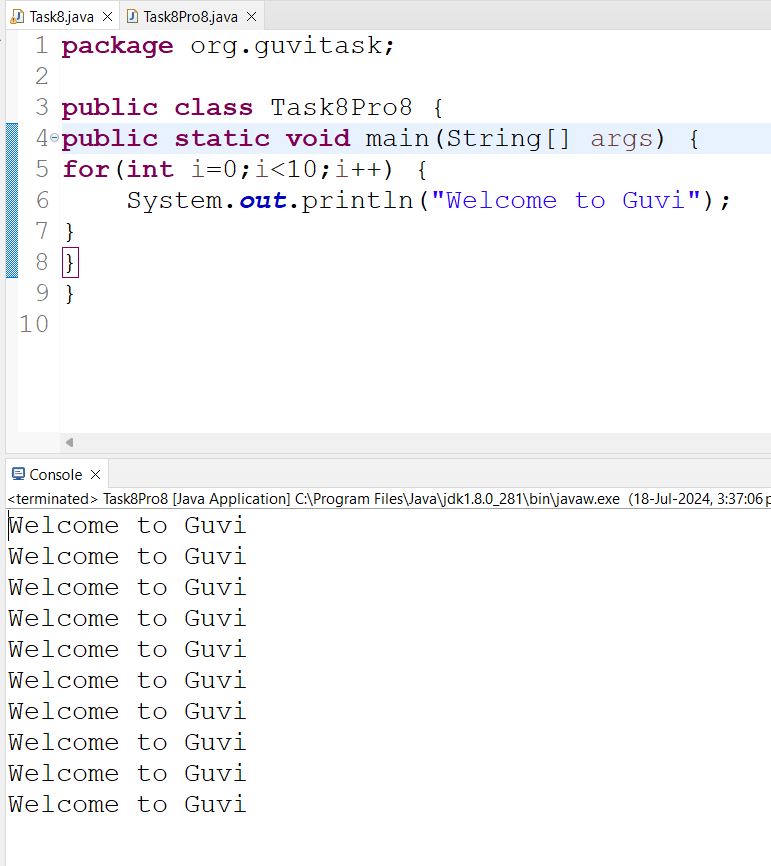 Task8.java Task8Pro8.java
1 package org.guvitask;
2
3 public class Task8Pro8 {
4 public static void main(String[] args) {
5 for(int i=0;i<10;i++) {
6     System.out.println("Welcome to Guvi");
7 }
8 }
9 }
10
Console
<terminated> Task8Pro8 [Java Application] C:\Program Files\Java\jdk1.8.0_281\bin\javaw.exe (18-Jul-2024, 3:37:06 p
Welcome to Guvi
Welcome to Guvi
Welcome to Guvi
Welcome to Guvi
Welcome to Guvi
Welcome to Guvi
Welcome to Guvi
Welcome to Guvi
Welcome to Guvi
Welcome to Guvi